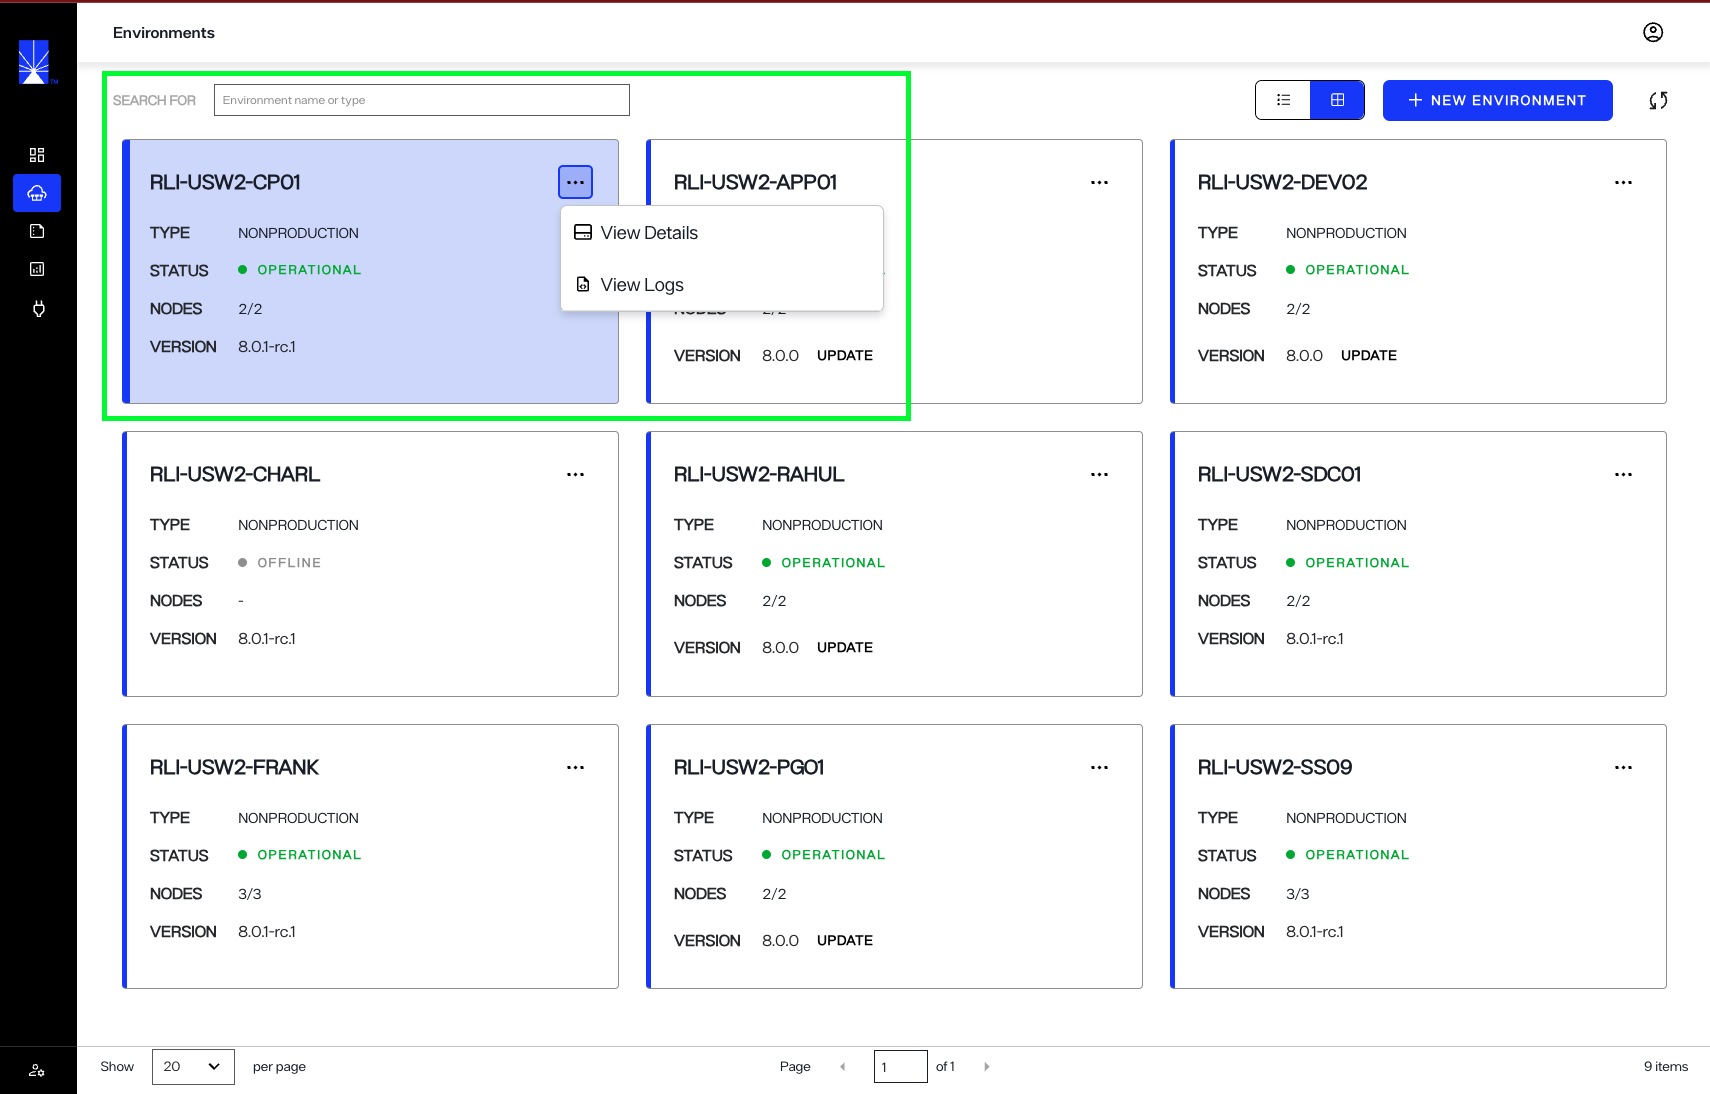 Environments
SEARCH FOR
Environment name or type
NEW ENVIRONMENT
RLI-USW2-CP01
TYPE NONPRODUCTION
STATUS OPERATIONAL
NODES 2/2
VERSION 8.0.1-rc.1
View Details
View Logs
RLI-USW2-APP01
NODES 2/2
VERSION 8.0.0 UPDATE
RLI-USW2-DEV02
TYPE NONPRODUCTION
STATUS OPERATIONAL
NODES 2/2
VERSION 8.0.0 UPDATE
RLI-USW2-CHARL
TYPE NONPRODUCTION
STATUS OFFLINE
NODES -
VERSION 8.0.1-rc.1
RLI-USW2-RAHUL
TYPE NONPRODUCTION
STATUS OPERATIONAL
NODES 2/2
VERSION 8.0.0 UPDATE
RLI-USW2-SDC01
TYPE NONPRODUCTION
STATUS OPERATIONAL
NODES 2/2
VERSION 8.0.1-rc.1
RLI-USW2-FRANK
TYPE NONPRODUCTION
STATUS OPERATIONAL
NODES 3/3
VERSION 8.0.1-rc.1
RLI-USW2-PG01
TYPE NONPRODUCTION
STATUS OPERATIONAL
NODES 2/2
VERSION 8.0.0 UPDATE
RLI-USW2-SS09
TYPE NONPRODUCTION
STATUS OPERATIONAL
NODES 3/3
VERSION 8.0.1-rc.1
Show 20 per page
Page 1 of 1
9 items